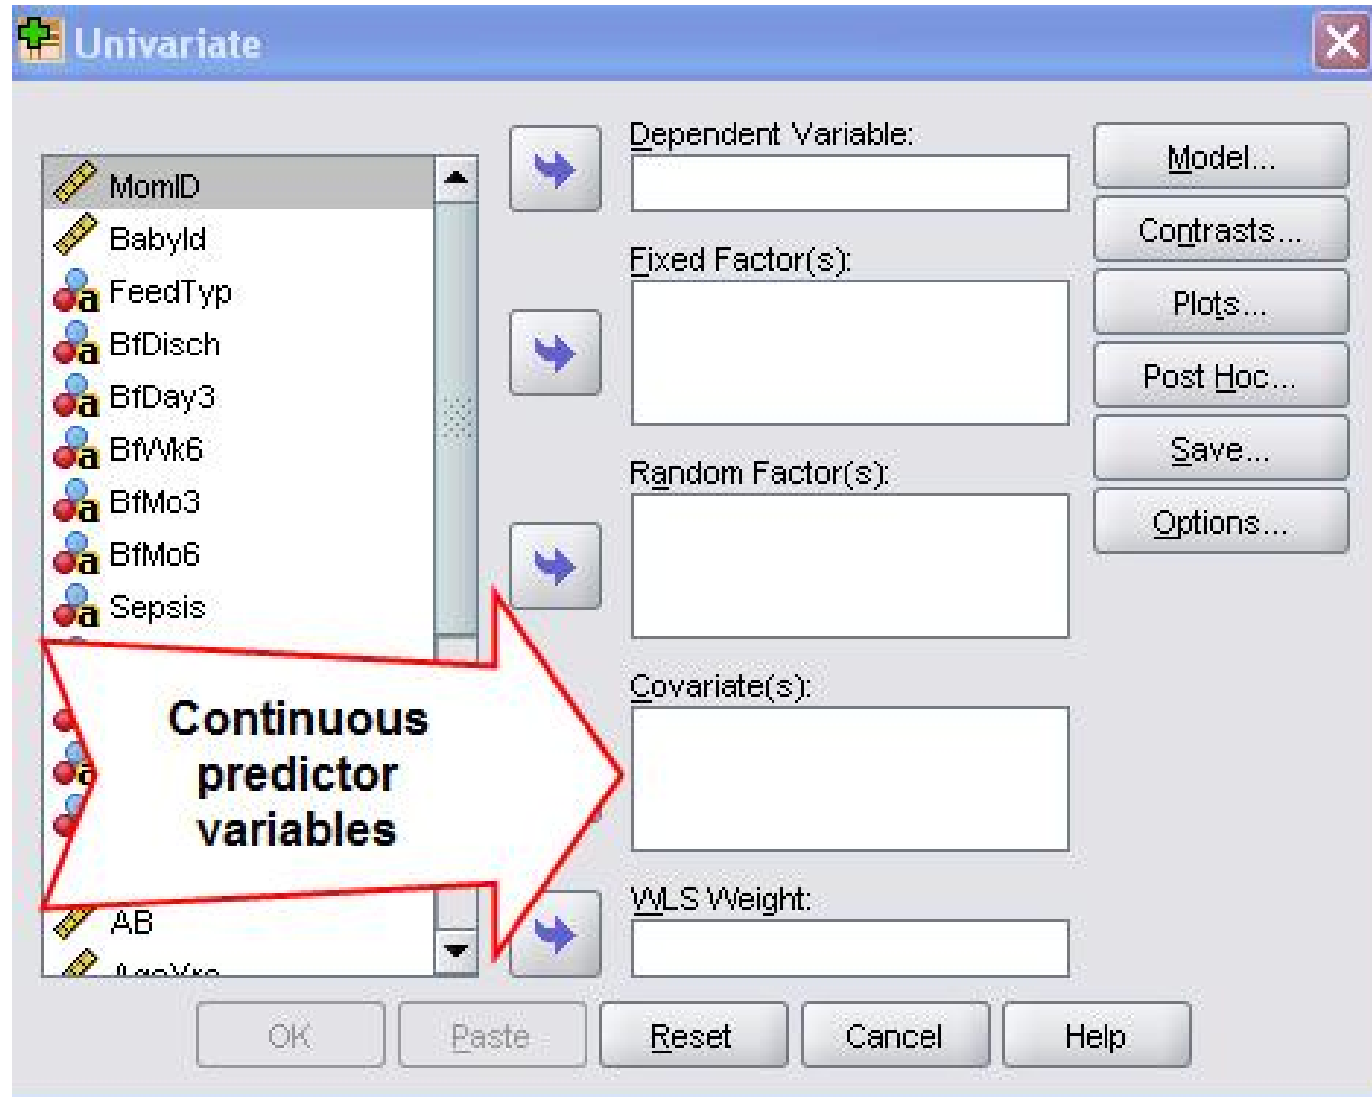 Univariate
MomID
BabyId
FeedTyp
BfDisch
BfDay3
BfWk6
BfMo3
BfMo6
Sepsis
Continuous
predictor
variables
AB
Dependent Variable:
Fixed Factor(s):
Random Factor(s):
Covariate(s):
WLS Weight:
Model...
Contrasts...
Plots...
Post Hoc...
Save...
Options...
OK
Paste
Reset
Cancel
Help